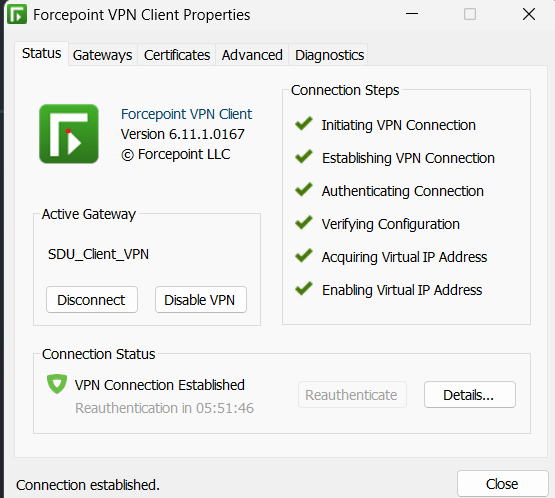 Forcepoint VPN Client Properties
Status Gateways Certificates Advanced Diagnostics
Forcepoint VPN Client
Version 6.11.1.0167
© Forcepoint LLC
Active Gateway
SDU_Client_VPN
Disconnect Disable VPN
Connection Steps
Initiating VPN Connection
Establishing VPN Connection
Authenticating Connection
Verifying Configuration
Acquiring Virtual IP Address
Enabling Virtual IP Address
Connection Status
VPN Connection Established
Reauthentication in 05:51:46
Reauthenticate Details...
Connection established. Close